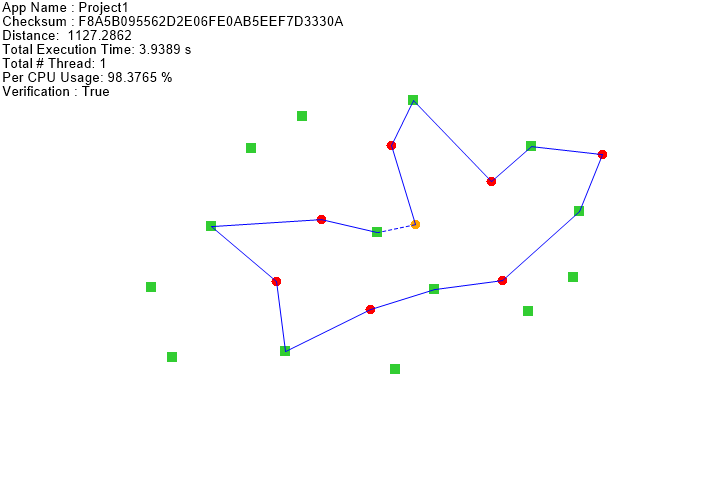 App Name : Project1
Checksum : F8A5B095562D2E06FE0AB5EEF7D3330A
Distance:  1127.2862
Total Execution Time: 3.9389 s
Total # Thread: 1
Per CPU Usage: 98.3765 %
Verification : True